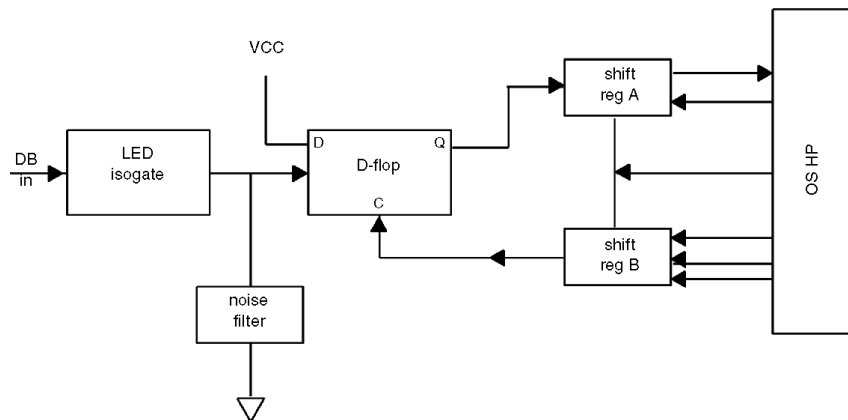 VCC
shift
reg A
DB
in
LED
isogate
D
Q
D-flop
C
OS HP
shift
reg B
noise
filter